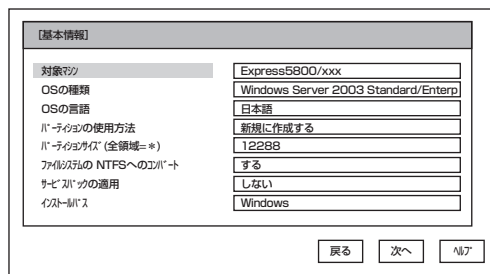 [基本情報]
対象マシン Express5800/xxx
OSの種類 Windows Server 2003 Standard/Enterp
OSの言語 日本語
パーティションの使用方法 新規に作成する
パーティションサイズ(全領域=*) 12288
ファイルシステムの NTFSへのコンバート する
サービスパックの適用 しない
インストールパス Windows
戻る 次へ ヘルプ